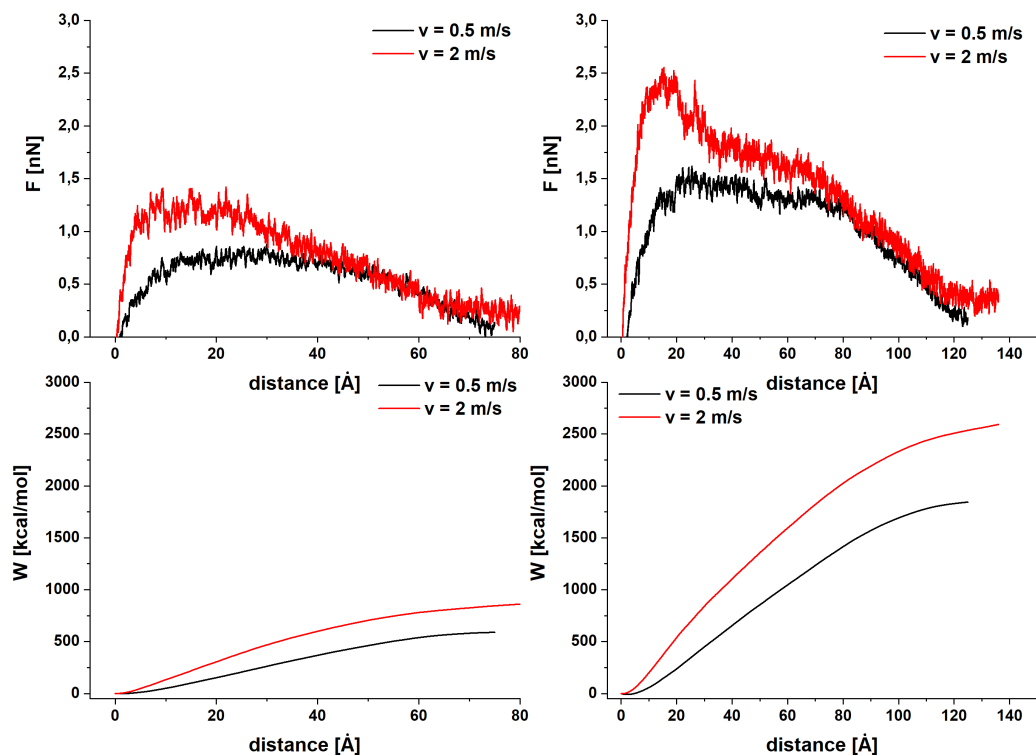 3,0
2,5
2,0
1,5
1,0
0,5
0,0
F [nN]
v = 0.5 m/s
v = 2 m/s
0 20 40 60 80
distance [Å]
3,0
2,5
2,0
1,5
1,0
0,5
0,0
F [nN]
v = 0.5 m/s
v = 2 m/s
0 20 40 60 80 100 120 140
distance [Å]
3000
2500
2000
1500
1000
500
0
W [kcal/mol]
v = 0.5 m/s
v = 2 m/s
0 20 40 60 80
distance [Å]
3000
2500
2000
1500
1000
500
0
W [kcal/mol]
v = 0.5 m/s
v = 2 m/s
0 20 40 60 80 100 120 140
distance [Å]